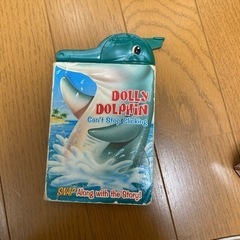 DOLLY
DOLPHIN
Can't Stop Clicking
SNAP Along with the Story!